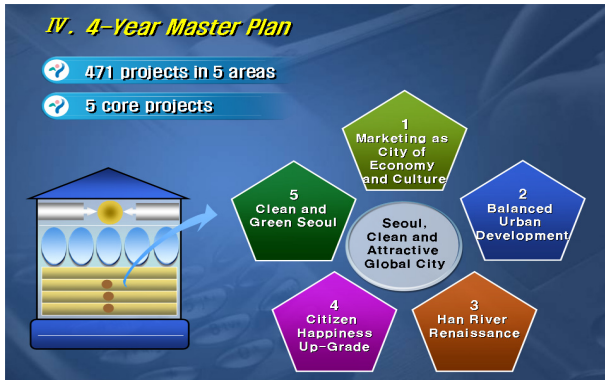 Ⅳ. 4-Year Master Plan
471 projects in 5 areas
5 core projects
1
Marketing as
City of
Economy
and Culture
2
Balanced
Urban
Development
3
Han River
Renaissance
4
Citizen
Happiness
Up-Grade
5
Clean and
Green Seoul
Seoul,
Clean and
Attractive
Global City